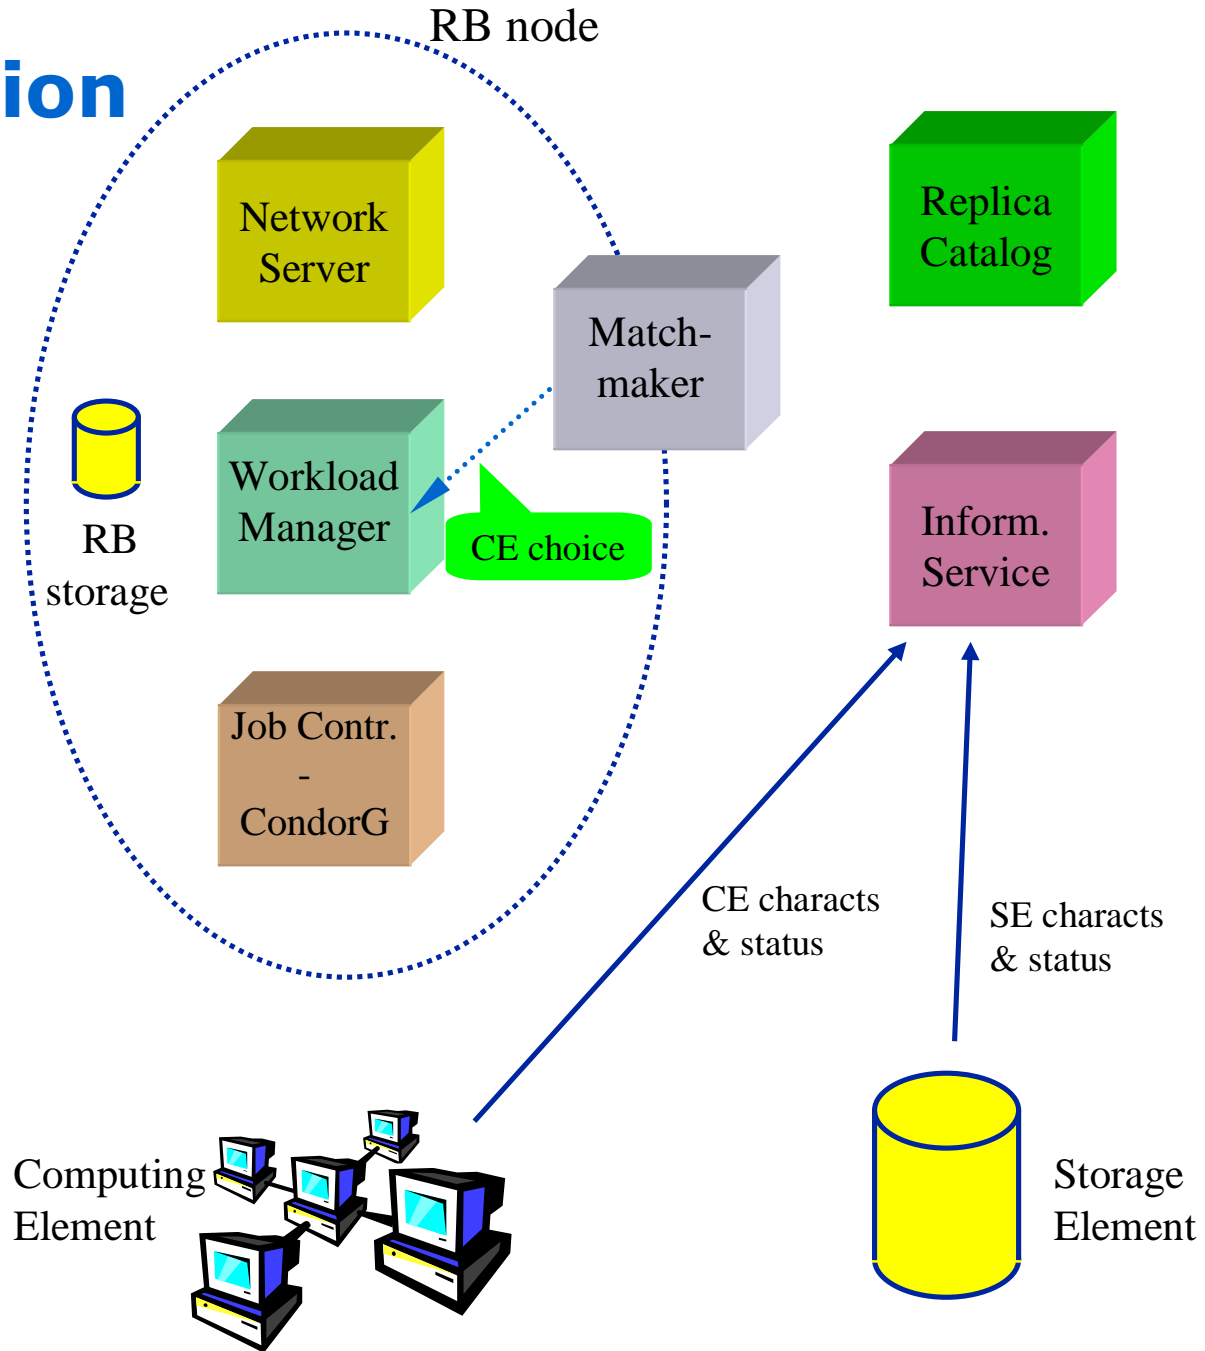 RB node
ion
Network
Server
Replica
Catalog
Match-
maker
Workload
Manager
CE choice
RB
storage
Inform.
Service
Job Contr.
-
CondorG
CE characts
& status
SE characts
& status
Computing
Element
Storage
Element